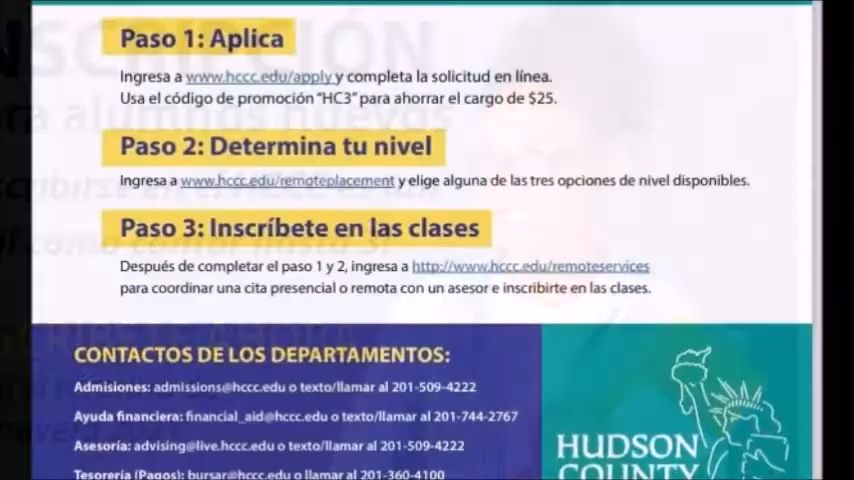 Paso 1: Aplica
Ingresa a www.hccc.edu/apply y completa la solicitud en línea.
Usa el código de promoción "HC3" para ahorrar el cargo de $25.
Paso 2: Determina tu nivel
Ingresa a www.hccc.edu/remoteplacement y elige alguna de las tres opciones de nivel disponibles.
Paso 3: Inscríbete en las clases
Después de completar el paso 1 y 2, ingresa a http://www.hccc.edu/remoteservices
para coordinar una cita presencial o remota con un asesor e inscribirte en las clases.
CONTACTOS DE LOS DEPARTAMENTOS:
Admisiones: admissions@hccc.edu o texto/llamar al 201-509-4222
Ayuda financiera: financial_aid@hccc.edu o texto/llamar al 201-744-2767
Asesoría: advising@live.hccc.edu o texto/llamar al 201-509-4222
Tesorería (Pagos): bursar@hccc.edu o llamar al 201-360-4100
HUDSON
COUNTY